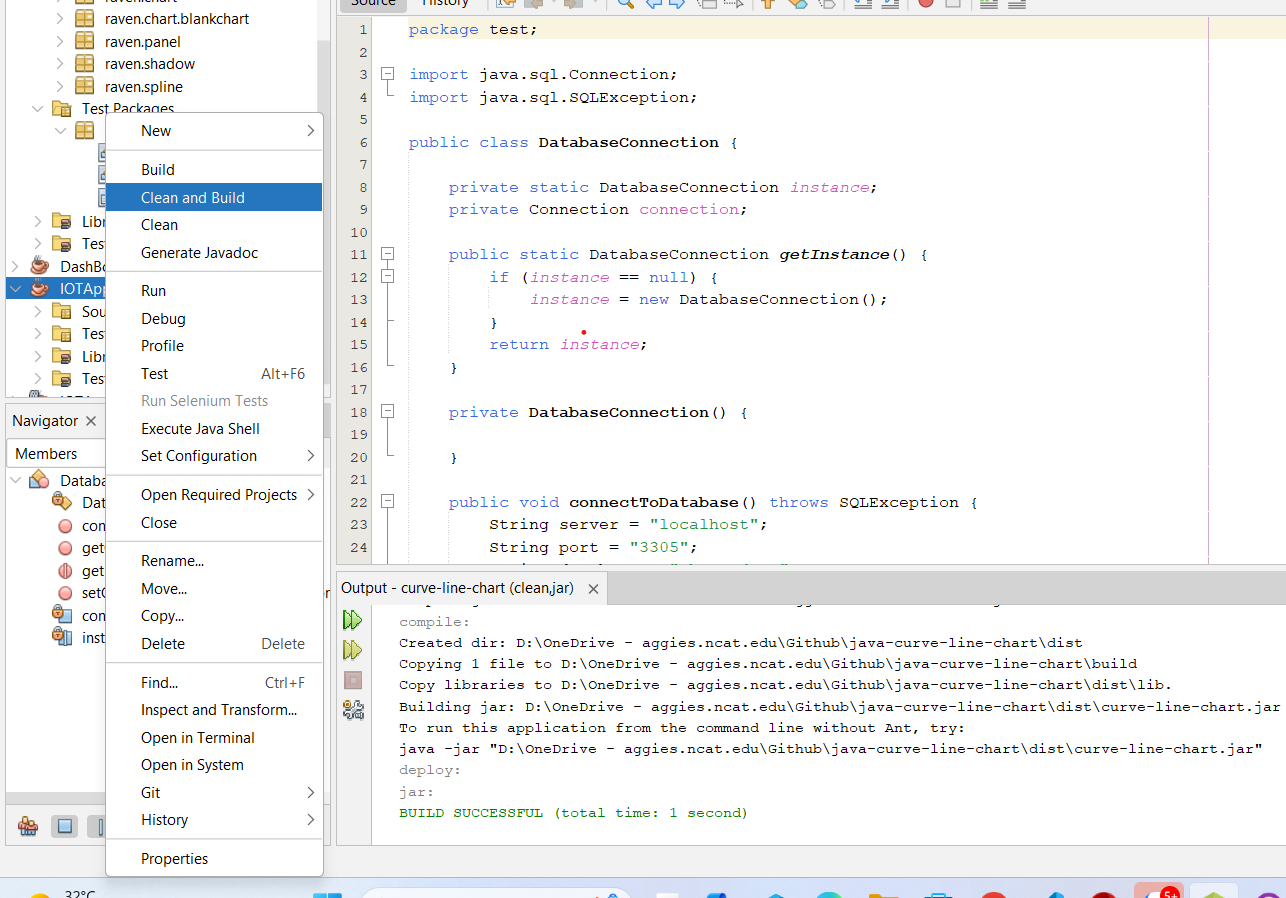 Source
History
raven.chart
raven.chart.blankchart
raven.panel
raven.shadow
raven.spline
Test Packages
Libr
Tes
DashBo
IOTApp
Sou
Tes
Libr
Tes
Navigator
Members
Databa
Dat
con
get
get
setC
con
inst
New
Build
Clean and Build
Clean
Generate Javadoc
Run
Debug
Profile
Test Alt+F6
Run Selenium Tests
Execute Java Shell
Set Configuration
Open Required Projects
Close
Rename...
Move...
Copy...
Delete Delete
Find... Ctrl+F
Inspect and Transform...
Open in Terminal
Open in System
Git
History
Properties
1 package test;
2
3 import java.sql.Connection;
4 import java.sql.SQLException;
5
6 public class DatabaseConnection {
7
8 private static DatabaseConnection instance;
9 private Connection connection;
10
11 public static DatabaseConnection getInstance() {
12 if (instance == null) {
13 instance = new DatabaseConnection();
14 }
15 return instance;
16 }
17
18 private DatabaseConnection() {
19
20 }
21
22 public void connectToDatabase() throws SQLException {
23 String server = "localhost";
24 String port = "3305";
Output - curve-line-chart (clean,jar)
compile:
Created dir: D:\OneDrive - aggies.ncat.edu\Github\java-curve-line-chart\dist
Copying 1 file to D:\OneDrive - aggies.ncat.edu\Github\java-curve-line-chart\build
Copy libraries to D:\OneDrive - aggies.ncat.edu\Github\java-curve-line-chart\dist\lib.
Building jar: D:\OneDrive - aggies.ncat.edu\Github\java-curve-line-chart\dist\curve-line-chart.jar
To run this application from the command line without Ant, try:
java -jar "D:\OneDrive - aggies.ncat.edu\Github\java-curve-line-chart\dist\curve-line-chart.jar"
deploy:
jar:
BUILD SUCCESSFUL (total time: 1 second)
32°C
5+